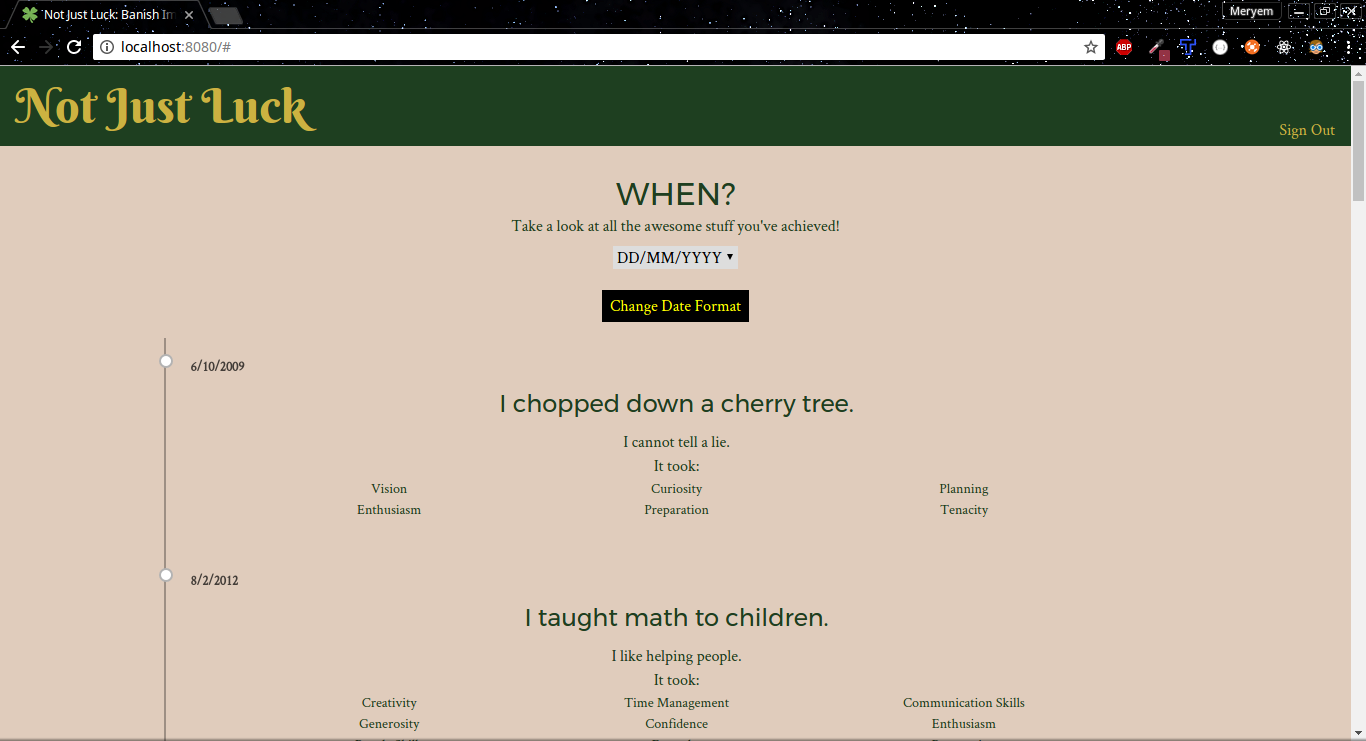 Not Just Luck: Banish Im
Meryem
localhost:8080/#
ABP
Not Just Luck
Sign Out
WHEN?
Take a look at all the awesome stuff you've achieved!
DD/MM/YYYY
Change Date Format
6/10/2009
I chopped down a cherry tree.
I cannot tell a lie.
It took:
Vision Curiosity Planning
Enthusiasm Preparation Tenacity
8/2/2012
I taught math to children.
I like helping people.
It took:
Creativity Time Management Communication Skills
Generosity Confidence Enthusiasm